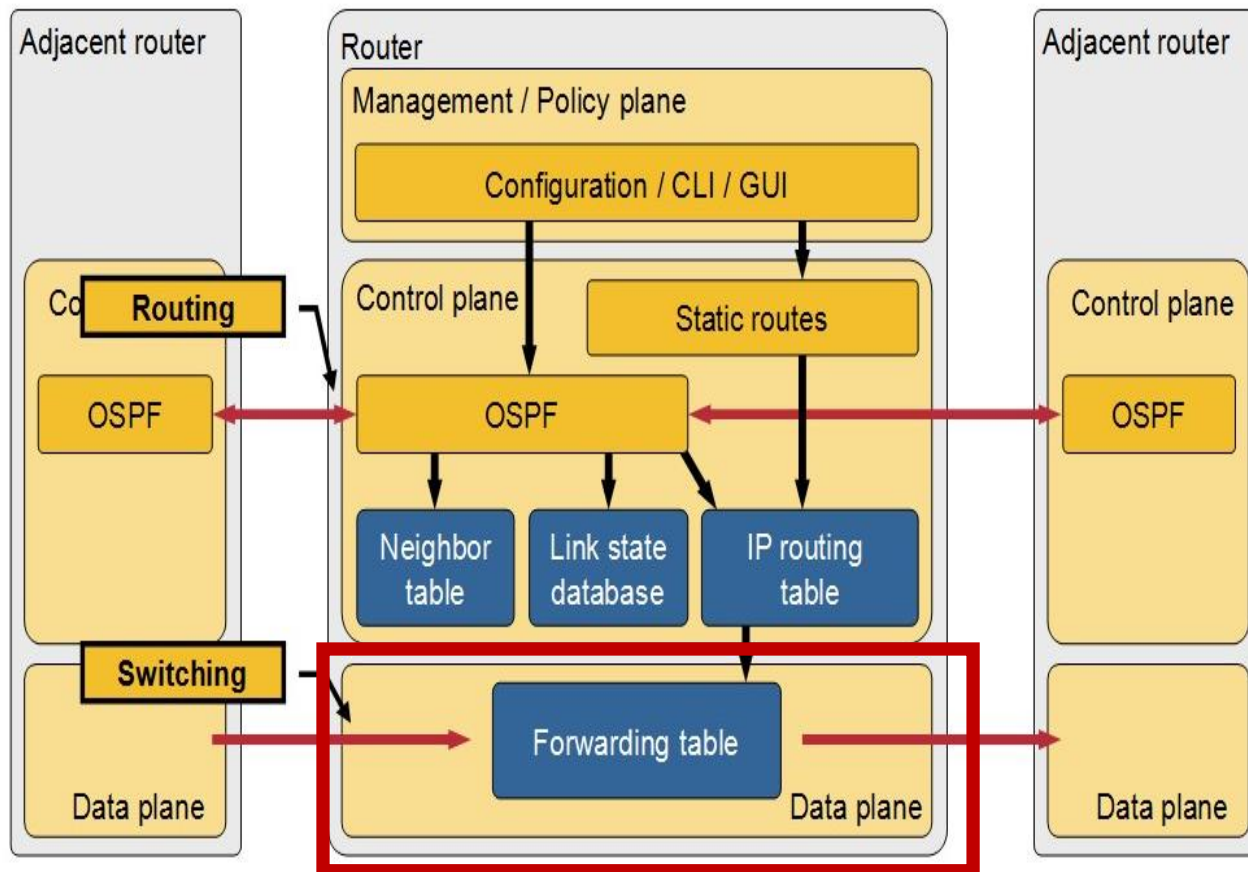 Adjacent router
Router
Adjacent router
Management / Policy plane
Configuration / CLI / GUI
Co
Routing
Control plane
Static routes
Control plane
OSPF
OSPF
OSPF
Neighbor
table
Link state
database
IP routing
table
Switching
Forwarding table
Data plane
Data plane
Data plane